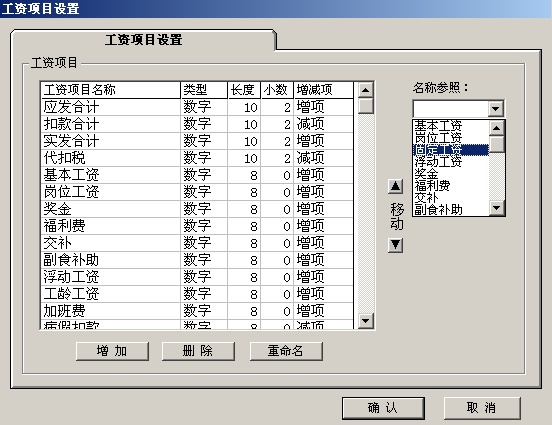 工资项目设置
工资项目设置
工资项目
工资项目名称 类型 长度 小数 增减项
应发合计 数字 10 2 增项
扣款合计 数字 10 2 减项
实发合计 数字 10 2 增项
代扣税 数字 10 2 减项
基本工资 数字 8 0 增项
岗位工资 数字 8 0 增项
奖金 数字 8 0 增项
福利费 数字 8 0 增项
交补 数字 8 0 增项
副食补助 数字 8 0 增项
浮动工资 数字 8 0 增项
工龄工资 数字 8 0 增项
加班费 数字 8 0 增项
病假扣款 数字 8 0 减项
名称参照：
基本工资
岗位工资
固定工资
浮动工资
奖金
福利费
交补
副食补助
移动
增 加 删 除 重命名
确 认 取 消